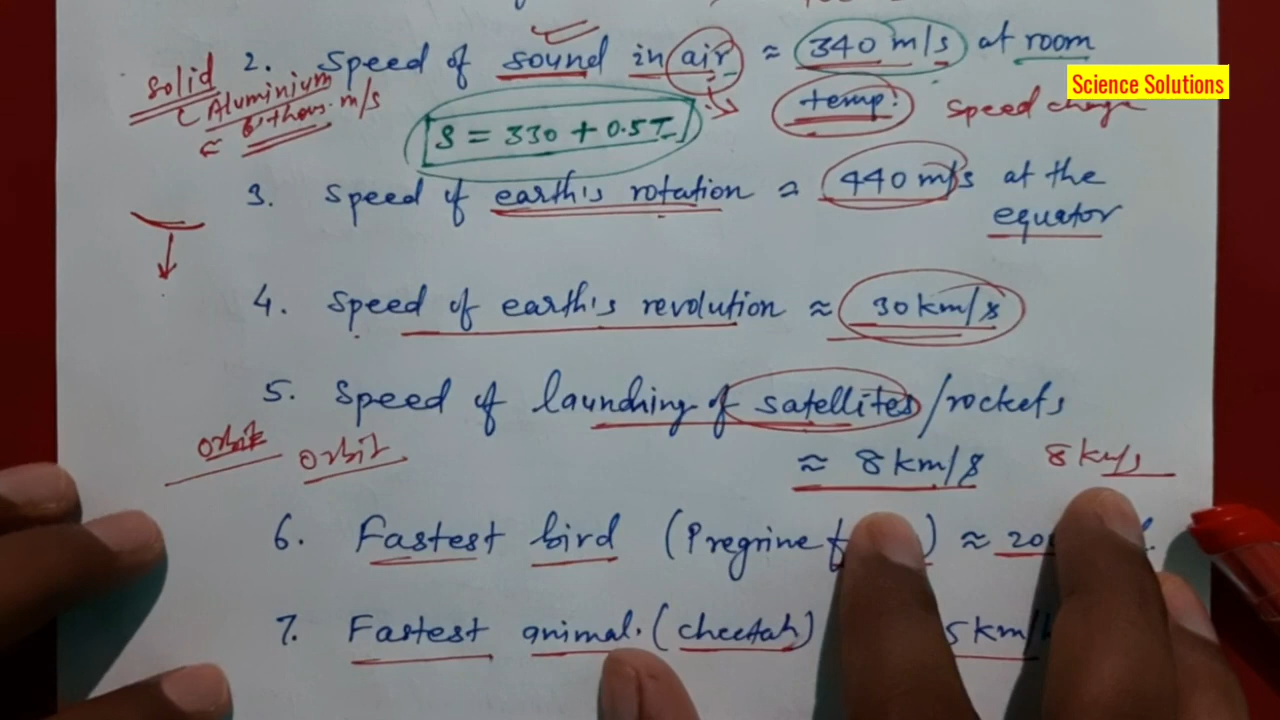 2. Speed of sound in air ≈ 340 m/s at room
Science Solutions
solid
(Aluminium
temp. speed change
S = 330 + 0.5T
3. Speed of earth's rotation ≈ 440 m/s at the
equator
4. Speed of earth's revolution ≈ 30 km/s
5. Speed of launching of satellites/rockets
orbit orbit
≈ 8 km/s 8 km/s
6. Fastest bird (Pregrine ≈
7. Fastest animal. (cheetah)